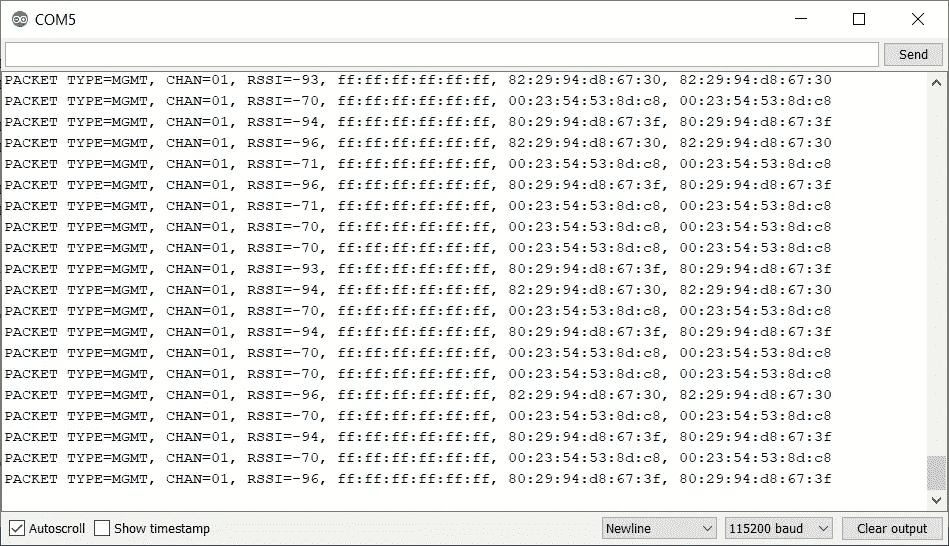 COM5
Send
PACKET TYPE=MGMT, CHAN=01, RSSI=-93, ff:ff:ff:ff:ff:ff, 82:29:94:d8:67:30, 82:29:94:d8:67:30
PACKET TYPE=MGMT, CHAN=01, RSSI=-70, ff:ff:ff:ff:ff:ff, 00:23:54:53:8d:c8, 00:23:54:53:8d:c8
PACKET TYPE=MGMT, CHAN=01, RSSI=-94, ff:ff:ff:ff:ff:ff, 80:29:94:d8:67:3f, 80:29:94:d8:67:3f
PACKET TYPE=MGMT, CHAN=01, RSSI=-96, ff:ff:ff:ff:ff:ff, 82:29:94:d8:67:30, 82:29:94:d8:67:30
PACKET TYPE=MGMT, CHAN=01, RSSI=-71, ff:ff:ff:ff:ff:ff, 00:23:54:53:8d:c8, 00:23:54:53:8d:c8
PACKET TYPE=MGMT, CHAN=01, RSSI=-96, ff:ff:ff:ff:ff:ff, 80:29:94:d8:67:3f, 80:29:94:d8:67:3f
PACKET TYPE=MGMT, CHAN=01, RSSI=-71, ff:ff:ff:ff:ff:ff, 00:23:54:53:8d:c8, 00:23:54:53:8d:c8
PACKET TYPE=MGMT, CHAN=01, RSSI=-70, ff:ff:ff:ff:ff:ff, 00:23:54:53:8d:c8, 00:23:54:53:8d:c8
PACKET TYPE=MGMT, CHAN=01, RSSI=-70, ff:ff:ff:ff:ff:ff, 00:23:54:53:8d:c8, 00:23:54:53:8d:c8
PACKET TYPE=MGMT, CHAN=01, RSSI=-93, ff:ff:ff:ff:ff:ff, 80:29:94:d8:67:3f, 80:29:94:d8:67:3f
PACKET TYPE=MGMT, CHAN=01, RSSI=-94, ff:ff:ff:ff:ff:ff, 82:29:94:d8:67:30, 82:29:94:d8:67:30
PACKET TYPE=MGMT, CHAN=01, RSSI=-70, ff:ff:ff:ff:ff:ff, 00:23:54:53:8d:c8, 00:23:54:53:8d:c8
PACKET TYPE=MGMT, CHAN=01, RSSI=-94, ff:ff:ff:ff:ff:ff, 80:29:94:d8:67:3f, 80:29:94:d8:67:3f
PACKET TYPE=MGMT, CHAN=01, RSSI=-70, ff:ff:ff:ff:ff:ff, 00:23:54:53:8d:c8, 00:23:54:53:8d:c8
PACKET TYPE=MGMT, CHAN=01, RSSI=-70, ff:ff:ff:ff:ff:ff, 00:23:54:53:8d:c8, 00:23:54:53:8d:c8
PACKET TYPE=MGMT, CHAN=01, RSSI=-96, ff:ff:ff:ff:ff:ff, 82:29:94:d8:67:30, 82:29:94:d8:67:30
PACKET TYPE=MGMT, CHAN=01, RSSI=-70, ff:ff:ff:ff:ff:ff, 00:23:54:53:8d:c8, 00:23:54:53:8d:c8
PACKET TYPE=MGMT, CHAN=01, RSSI=-94, ff:ff:ff:ff:ff:ff, 80:29:94:d8:67:3f, 80:29:94:d8:67:3f
PACKET TYPE=MGMT, CHAN=01, RSSI=-70, ff:ff:ff:ff:ff:ff, 00:23:54:53:8d:c8, 00:23:54:53:8d:c8
PACKET TYPE=MGMT, CHAN=01, RSSI=-96, ff:ff:ff:ff:ff:ff, 80:29:94:d8:67:3f, 80:29:94:d8:67:3f
Autoscroll Show timestamp Newline 115200 baud Clear output